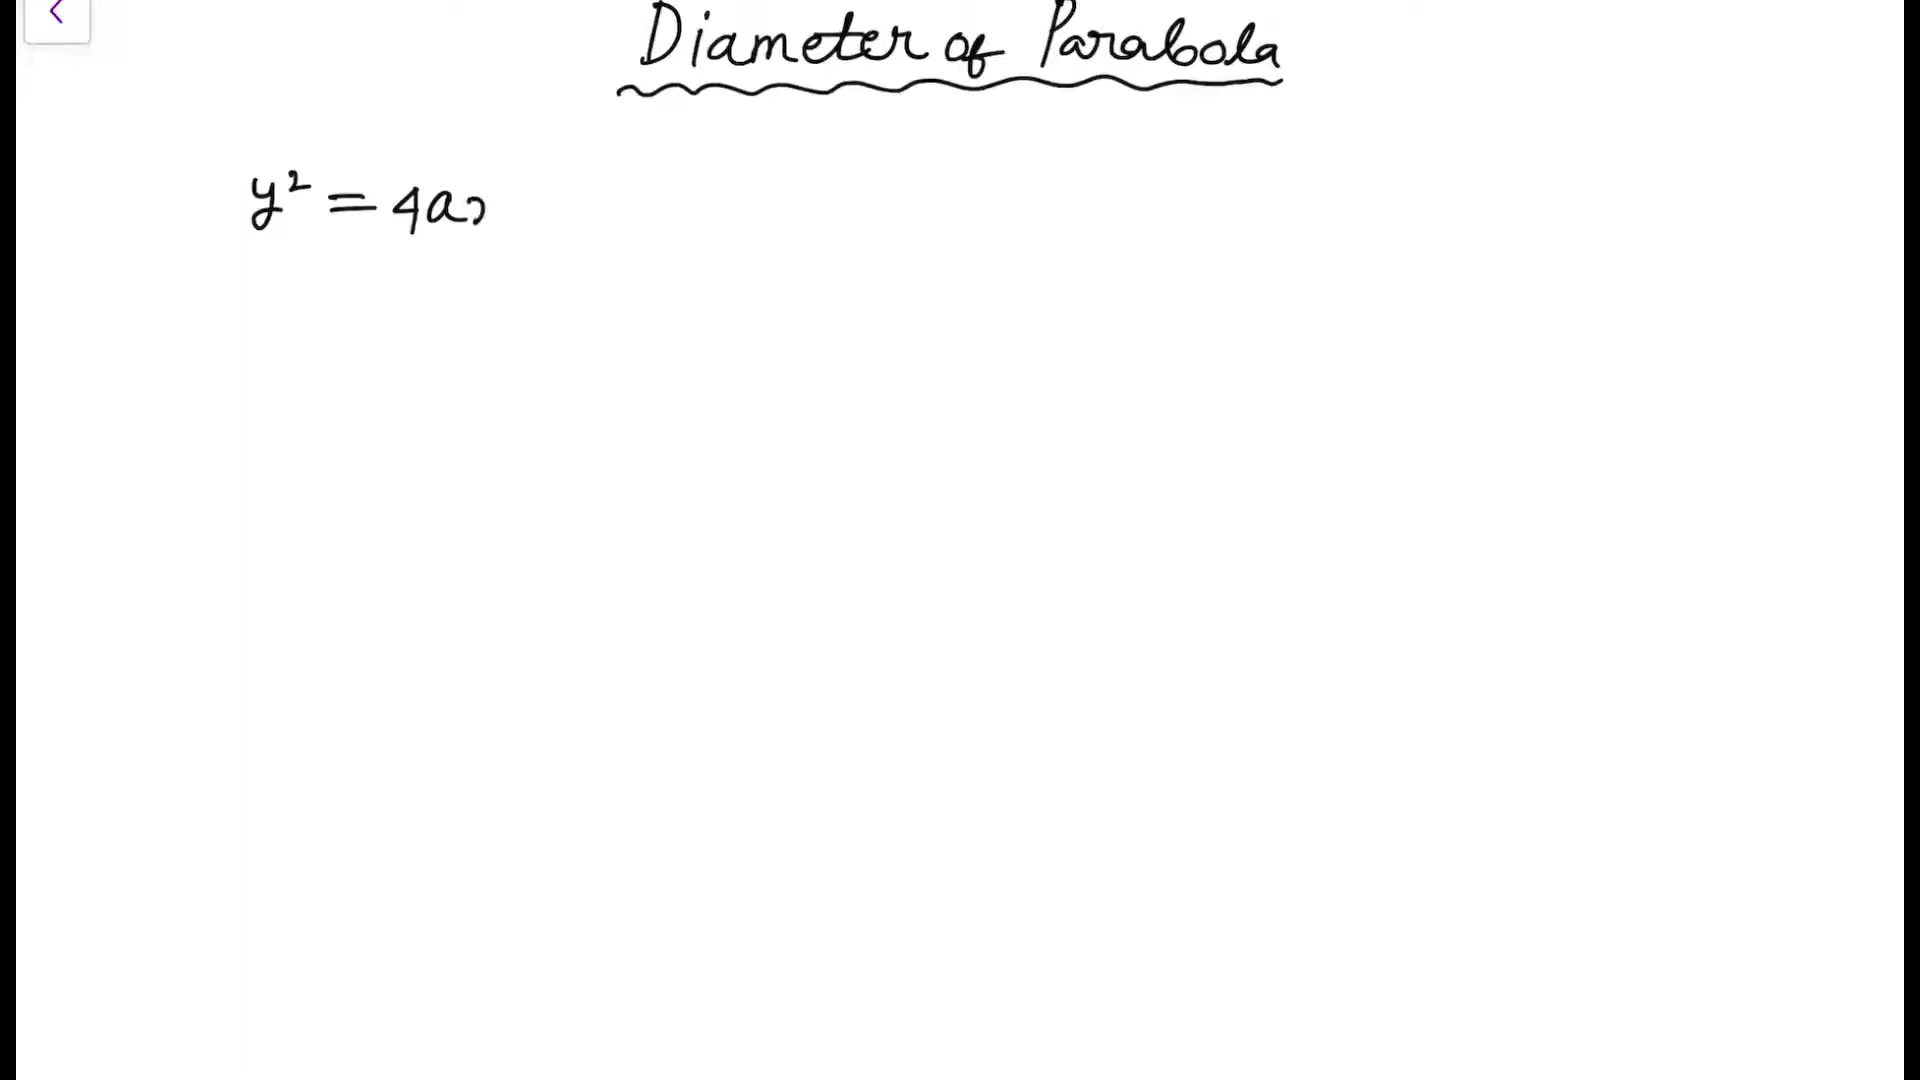 Diameter of Parabola
y² = 4a